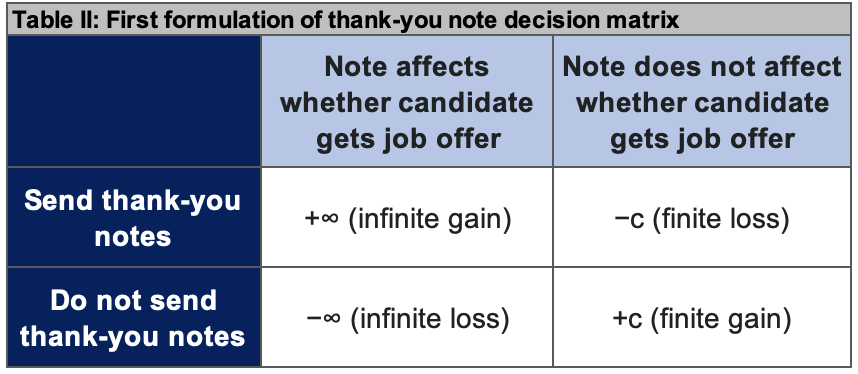 Table II: First formulation of thank-you note decision matrix
Note affects
whether candidate
gets job offer
Note does not affect
whether candidate
gets job offer
Send thank-you
notes
+∞ (infinite gain)
−c (finite loss)
Do not send
thank-you notes
−∞ (infinite loss)
+c (finite gain)